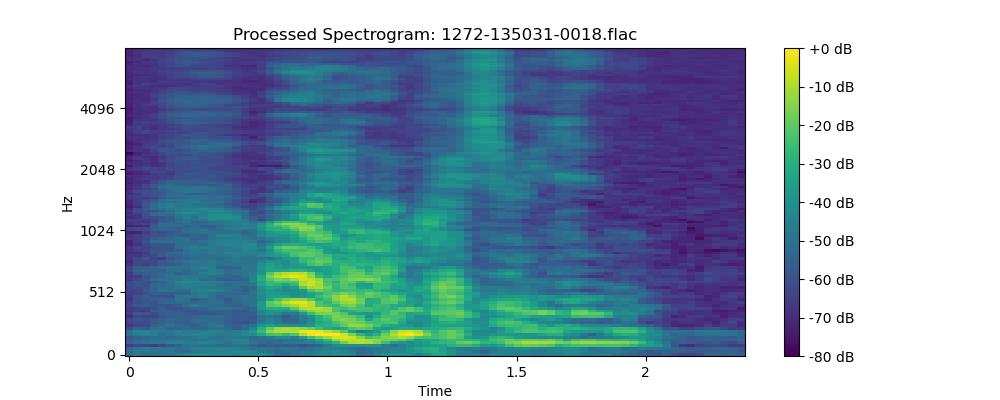 Processed Spectrogram: 1272-135031-0018.flac
Hz
4096
2048
1024
512
0
0
0.5
1
1.5
2
Time
+0 dB
-10 dB
-20 dB
-30 dB
-40 dB
-50 dB
-60 dB
-70 dB
-80 dB